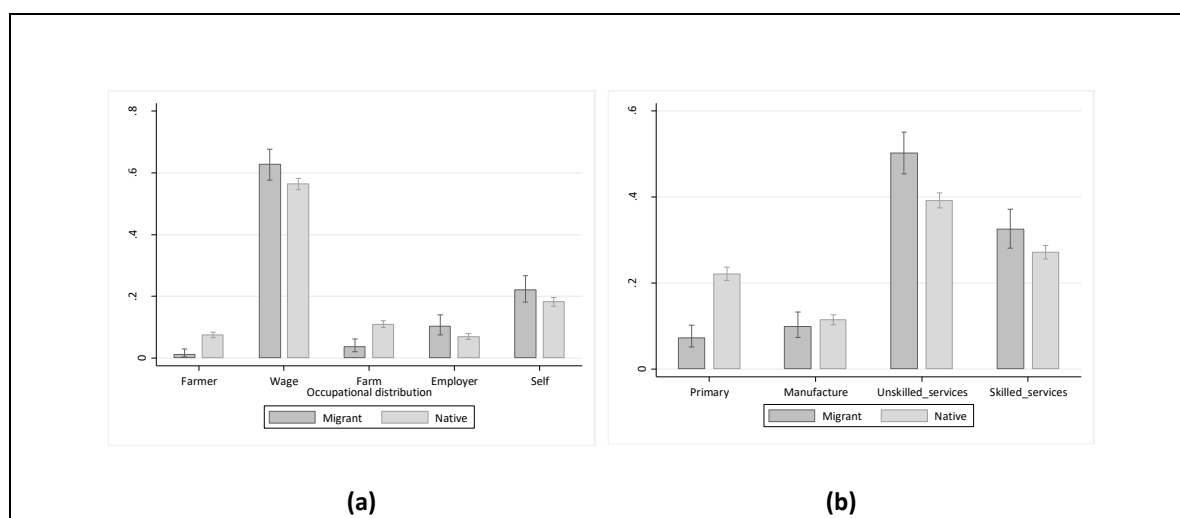 .8
.6
.4
.2
0
Farmer Wage Farm Employer Self
Occupational distribution
Migrant Native
(a)
.6
.4
.2
0
Primary Manufacture Unskilled_services Skilled_services
Migrant Native
(b)